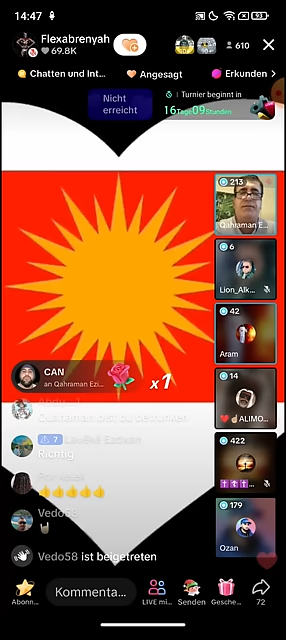 14:47
93
Flexabrenyah
69.8K
610
Chatten und Int...
Angesagt
Erkunden
Nicht
erreicht
Turnier beginnt in
16Tage09Stunden
213
Qahraman E...
6
Lion_Alk...
42
Aram
14
ALIMO...
422
...
179
Ozan
CAN
an Qahraman Ezi...
x1
Qahraman bist du betrunken
7
Ezdixan
Richtig
Vedo58
Vedo58 ist beigetreten
Abonn...
Kommenta...
LIVE mi...
Senden
Gesche...
72